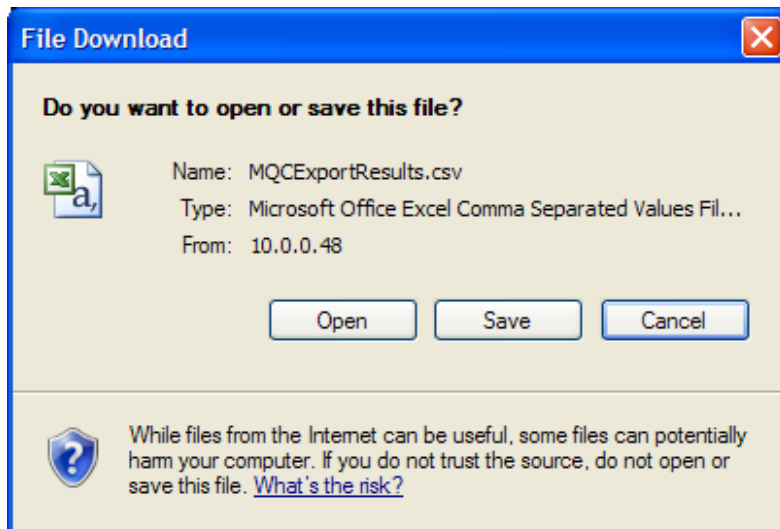 File Download
Do you want to open or save this file?
a,
Name: MQCExportResults.csv
Type: Microsoft Office Excel Comma Separated Values Fil...
From: 10.0.0.48
Open Save Cancel
While files from the Internet can be useful, some files can potentially
harm your computer. If you do not trust the source, do not open or
save this file. What's the risk?